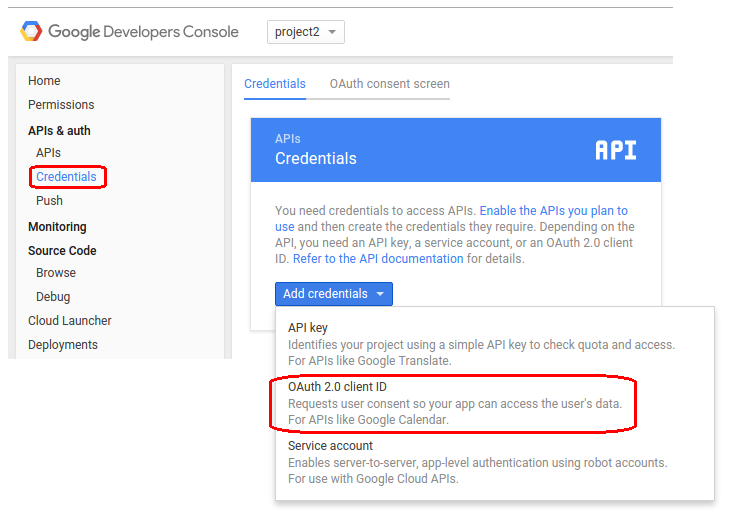 Google Developers Console
project2
Home
Permissions
APIs & auth
APIs
Credentials
Push
Monitoring
Source Code
Browse
Debug
Cloud Launcher
Deployments
Credentials
OAuth consent screen
APIs
Credentials
API
You need credentials to access APIs. Enable the APIs you plan to
use and then create the credentials they require. Depending on the
API, you need an API key, a service account, or an OAuth 2.0 client
ID. Refer to the API documentation for details.
Add credentials
API key
Identifies your project using a simple API key to check quota and access.
For APIs like Google Translate.
OAuth 2.0 client ID
Requests user consent so your app can access the user's data.
For APIs like Google Calendar.
Service account
Enables server-to-server, app-level authentication using robot accounts.
For use with Google Cloud APIs.